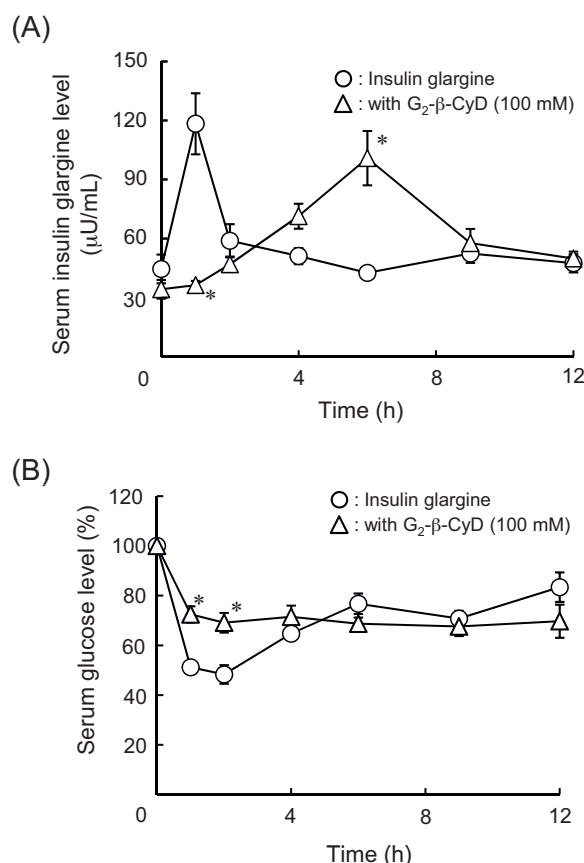 (A)
150
120
90
60
30
0
4
8
12
Serum insulin glargine level
(μU/mL)
Time (h)
○ : Insulin glargine
△ : with G₂-β-CyD (100 mM)
*
*
(B)
120
100
80
60
40
20
0
4
8
12
Serum glucose level (%)
Time (h)
○ : Insulin glargine
△ : with G₂-β-CyD (100 mM)
*
*